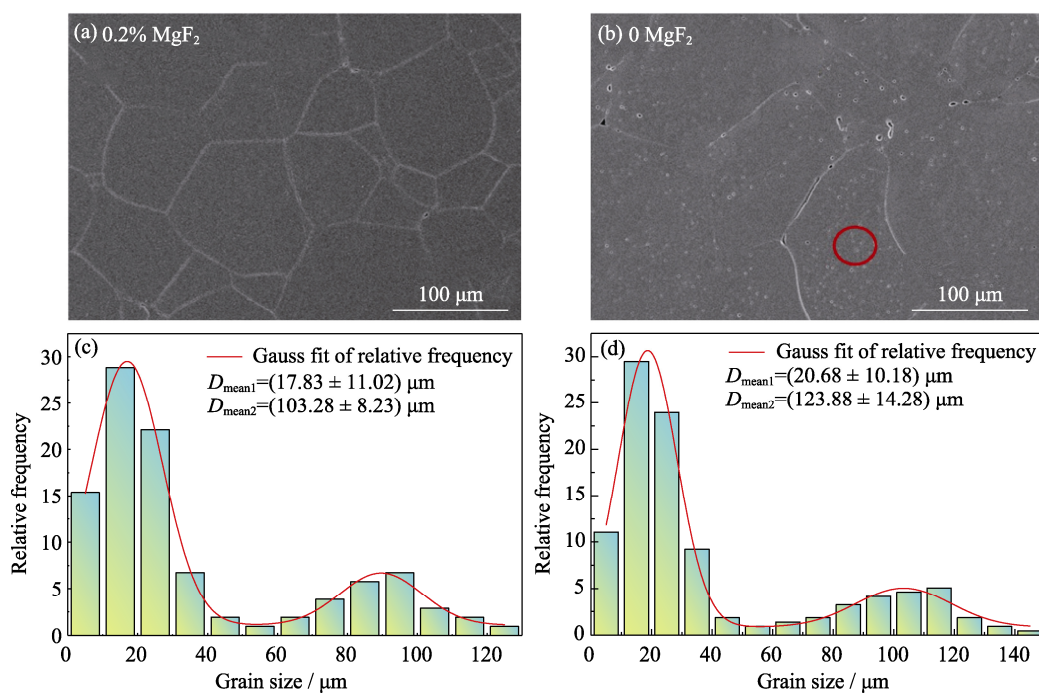 (a) 0.2% MgF₂
100 μm
(b) 0 MgF₂
100 μm
(c)
Gauss fit of relative frequency
Dmean1=(17.83 ± 11.02) μm
Dmean2=(103.28 ± 8.23) μm
30
25
20
15
10
5
0
Relative frequency
0 20 40 60 80 100 120
Grain size / μm
(d)
Gauss fit of relative frequency
Dmean1=(20.68 ± 10.18) μm
Dmean2=(123.88 ± 14.28) μm
30
25
20
15
10
5
0
Relative frequency
0 20 40 60 80 100 120 140
Grain size / μm